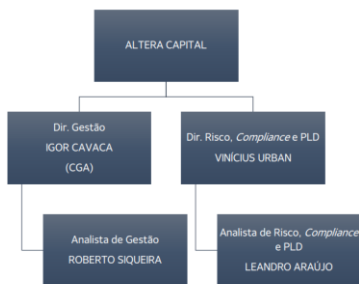 ALTERA CAPITAL
Dir. Gestão
IGOR CAVACA
(CGA)
Dir. Risco, Compliance e PLD
VINÍCIUS URBAN
Analista de Gestão
ROBERTO SIQUEIRA
Analista de Risco, Compliance
e PLD
LEANDRO ARAÚJO